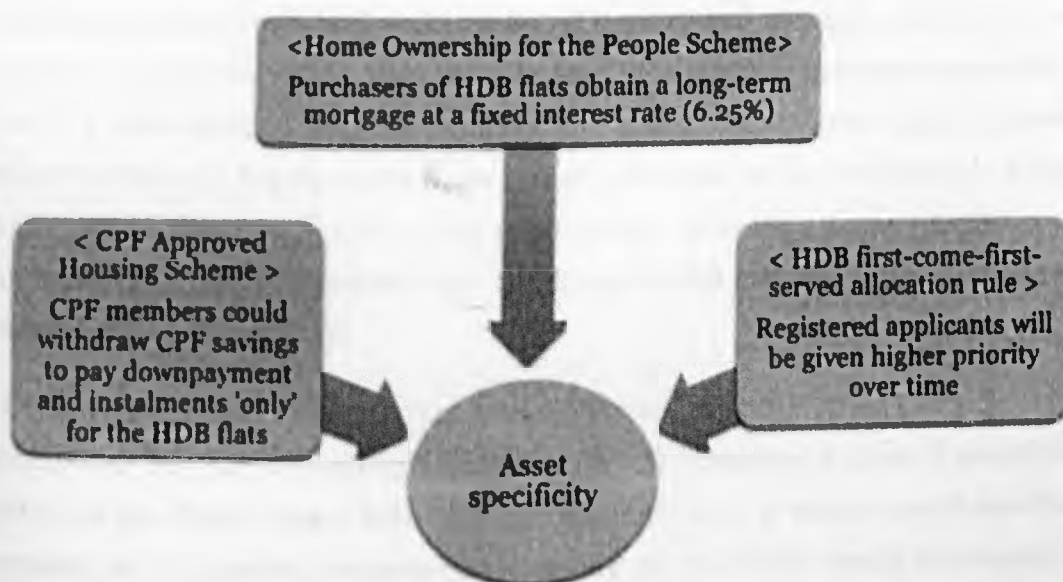 <Home Ownership for the People Scheme>
Purchasers of HDB flats obtain a long-term
mortgage at a fixed interest rate (6.25%)
< CPF Approved
Housing Scheme >
CPF members could
withdraw CPF savings
to pay downpayment
and instalments 'only'
for the HDB flats
< HDB first-come-first-
served allocation rule >
Registered applicants will
be given higher priority
over time
Asset
specificity